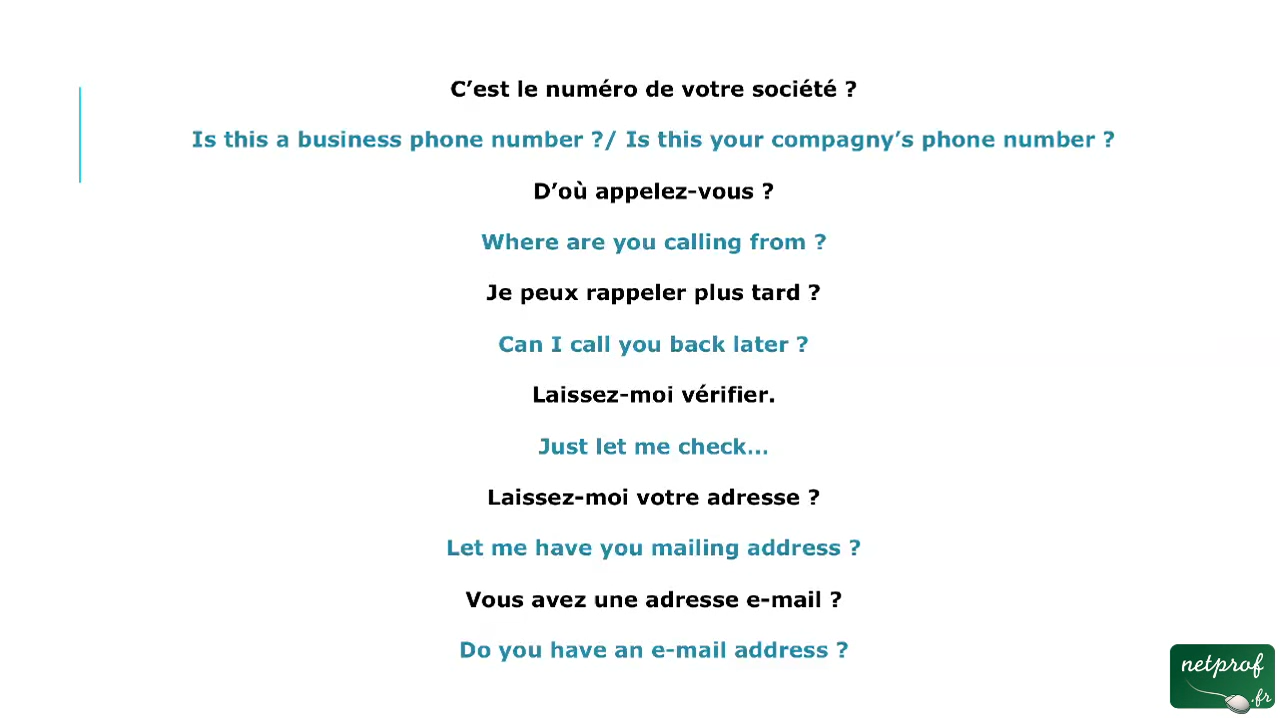 C’est le numéro de votre société ?
Is this a business phone number ?/ Is this your compagny’s phone number ?
D’où appelez-vous ?
Where are you calling from ?
Je peux rappeler plus tard ?
Can I call you back later ?
Laissez-moi vérifier.
Just let me check…
Laissez-moi votre adresse ?
Let me have you mailing address ?
Vous avez une adresse e-mail ?
Do you have an e-mail address ?
netprof
.fr